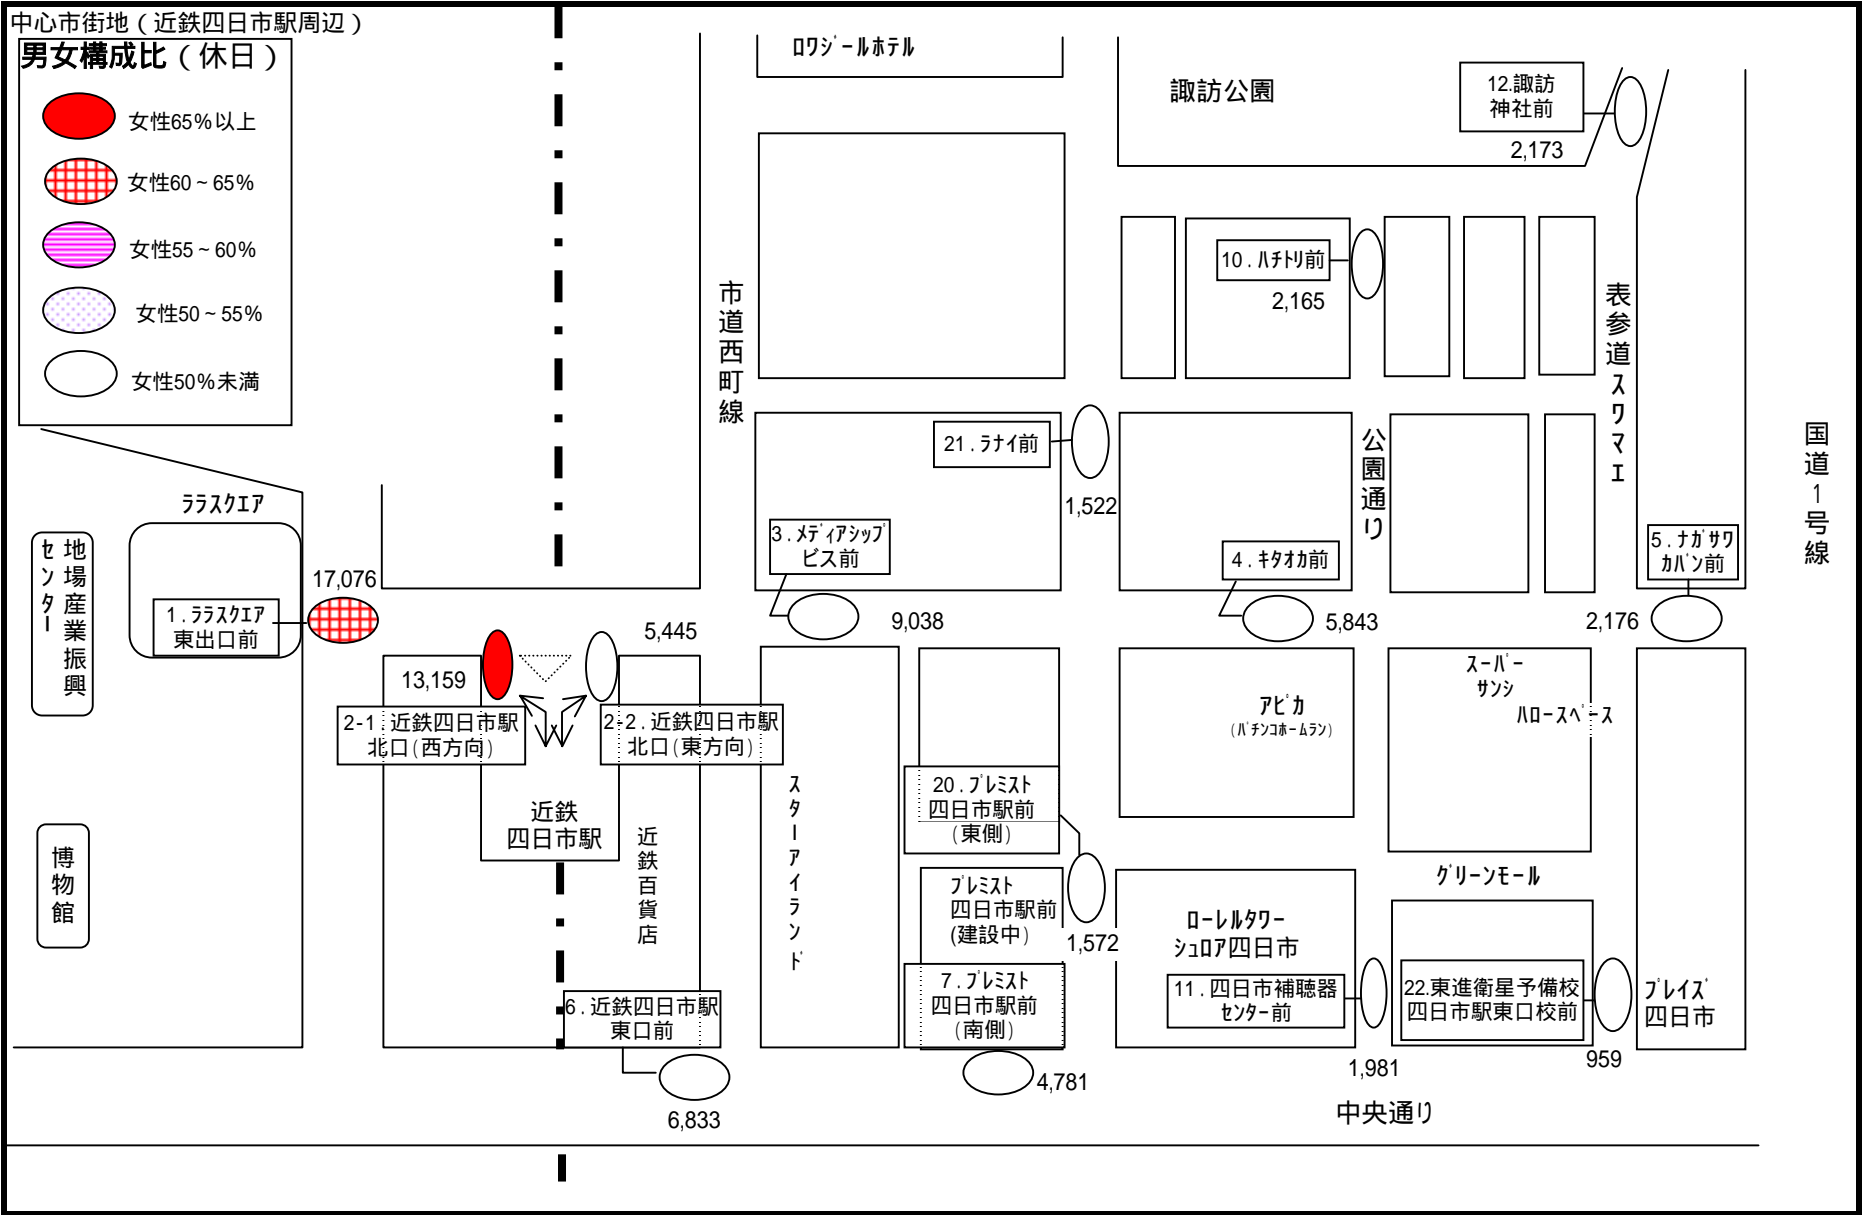 中心市街地（近鉄四日市駅周辺）
男女構成比（休日）
女性65%以上
女性60～65%
女性55～60%
女性50～55%
女性50%未満
ﾛﾜｼﾞｰﾙﾎﾃﾙ
諏訪公園
12.諏訪
神社前
2,173
10．ﾊﾁﾄﾘ前
2,165
市道西町線
表参道スワマエ
国道1号線
公園通り
21．ﾗﾅｲ前
1,522
3．ﾒﾃﾞｨｱｼｯﾌﾟ
ビス前
9,038
4．ｷﾀｵｶ前
5,843
5．ﾅｶﾞｻﾜ
ｶﾊﾞﾝ前
2,176
ﾗﾗｽｸｴｱ
地場産業振興
センター
17,076
1．ﾗﾗｽｸｴｱ
東出口前
13,159
5,445
2-1．近鉄四日市駅
北口(西方向)
2-2．近鉄四日市駅
北口(東方向)
近鉄
四日市駅
近鉄百貨店
博物館
スターアイランド
20．ﾌﾟﾚﾐｽﾄ
四日市駅前
(東側)
ﾌﾟﾚﾐｽﾄ
四日市駅前
(建設中)
1,572
7．ﾌﾟﾚﾐｽﾄ
四日市駅前
(南側)
4,781
6．近鉄四日市駅
東口前
6,833
ｱﾋﾟｶ
(ﾊﾟﾁﾝｺﾎｰﾑﾗﾝ)
ｽｰﾊﾟｰ
ｻﾝｼ
ﾊﾛｰｽﾍﾟｰｽ
ｸﾞﾘｰﾝﾓｰﾙ
ﾛｰﾚﾙﾀﾜｰ
ｼｭﾛｱ四日市
11．四日市補聴器
ｾﾝﾀｰ前
1,981
22.東進衛星予備校
四日市駅東口校前
959
ﾌﾟﾚｲｽﾞ
四日市
中央通り